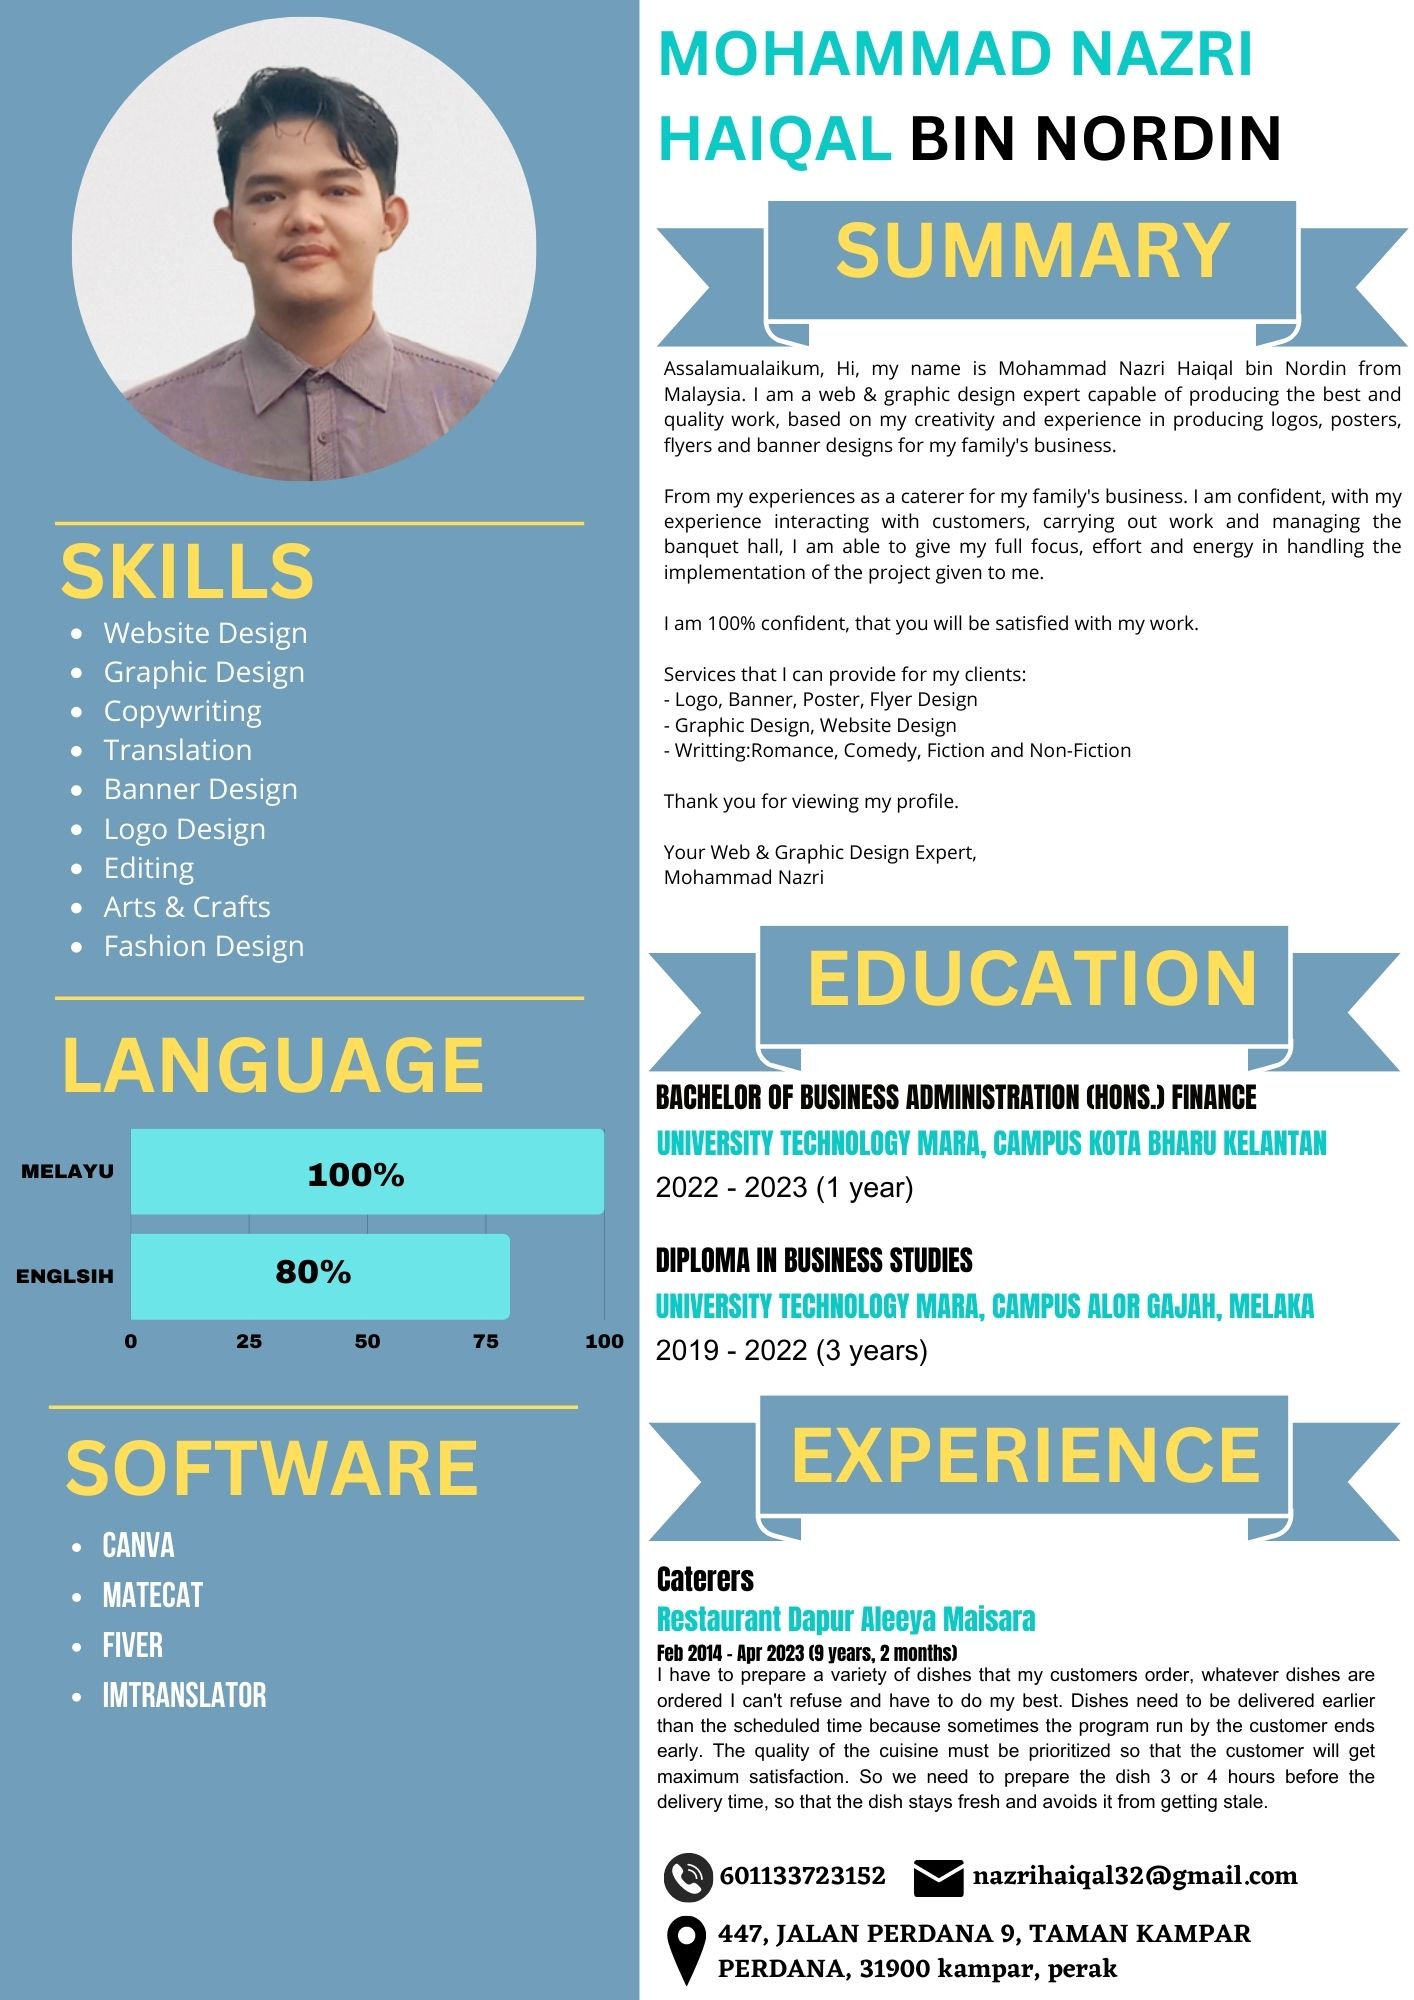 MOHAMMAD NAZRI
HAIQAL BIN NORDIN
SUMMARY
Assalamualaikum, Hi, my name is Mohammad Nazri Haiqal bin Nordin from
Malaysia. I am a web & graphic design expert capable of producing the best and
quality work, based on my creativity and experience in producing logos, posters,
flyers and banner designs for my family's business.
From my experiences as a caterer for my family's business. I am confident, with my
experience interacting with customers, carrying out work and managing the
banquet hall, I am able to give my full focus, effort and energy in handling the
implementation of the project given to me.
I am 100% confident, that you will be satisfied with my work.
Services that I can provide for my clients:
- Logo, Banner, Poster, Flyer Design
- Graphic Design, Website Design
- Writting:Romance, Comedy, Fiction and Non-Fiction
Thank you for viewing my profile.
Your Web & Graphic Design Expert,
Mohammad Nazri
SKILLS
• Website Design
• Graphic Design
• Copywriting
• Translation
• Banner Design
• Logo Design
• Editing
• Arts & Crafts
• Fashion Design
LANGUAGE
MELAYU 100%
ENGLSIH 80%
0 25 50 75 100
SOFTWARE
• CANVA
• MATECAT
• FIVER
• IMTRANSLATOR
EDUCATION
BACHELOR OF BUSINESS ADMINISTRATION (HONS.) FINANCE
UNIVERSITY TECHNOLOGY MARA, CAMPUS KOTA BHARU KELANTAN
2022 - 2023 (1 year)
DIPLOMA IN BUSINESS STUDIES
UNIVERSITY TECHNOLOGY MARA, CAMPUS ALOR GAJAH, MELAKA
2019 - 2022 (3 years)
EXPERIENCE
Caterers
Restaurant Dapur Aleeya Maisara
Feb 2014 - Apr 2023 (9 years, 2 months)
I have to prepare a variety of dishes that my customers order, whatever dishes are
ordered I can't refuse and have to do my best. Dishes need to be delivered earlier
than the scheduled time because sometimes the program run by the customer ends
early. The quality of the cuisine must be prioritized so that the customer will get
maximum satisfaction. So we need to prepare the dish 3 or 4 hours before the
delivery time, so that the dish stays fresh and avoids it from getting stale.
601133723152 nazrihaiqal32@gmail.com
447, JALAN PERDANA 9, TAMAN KAMPAR
PERDANA, 31900 kampar, perak